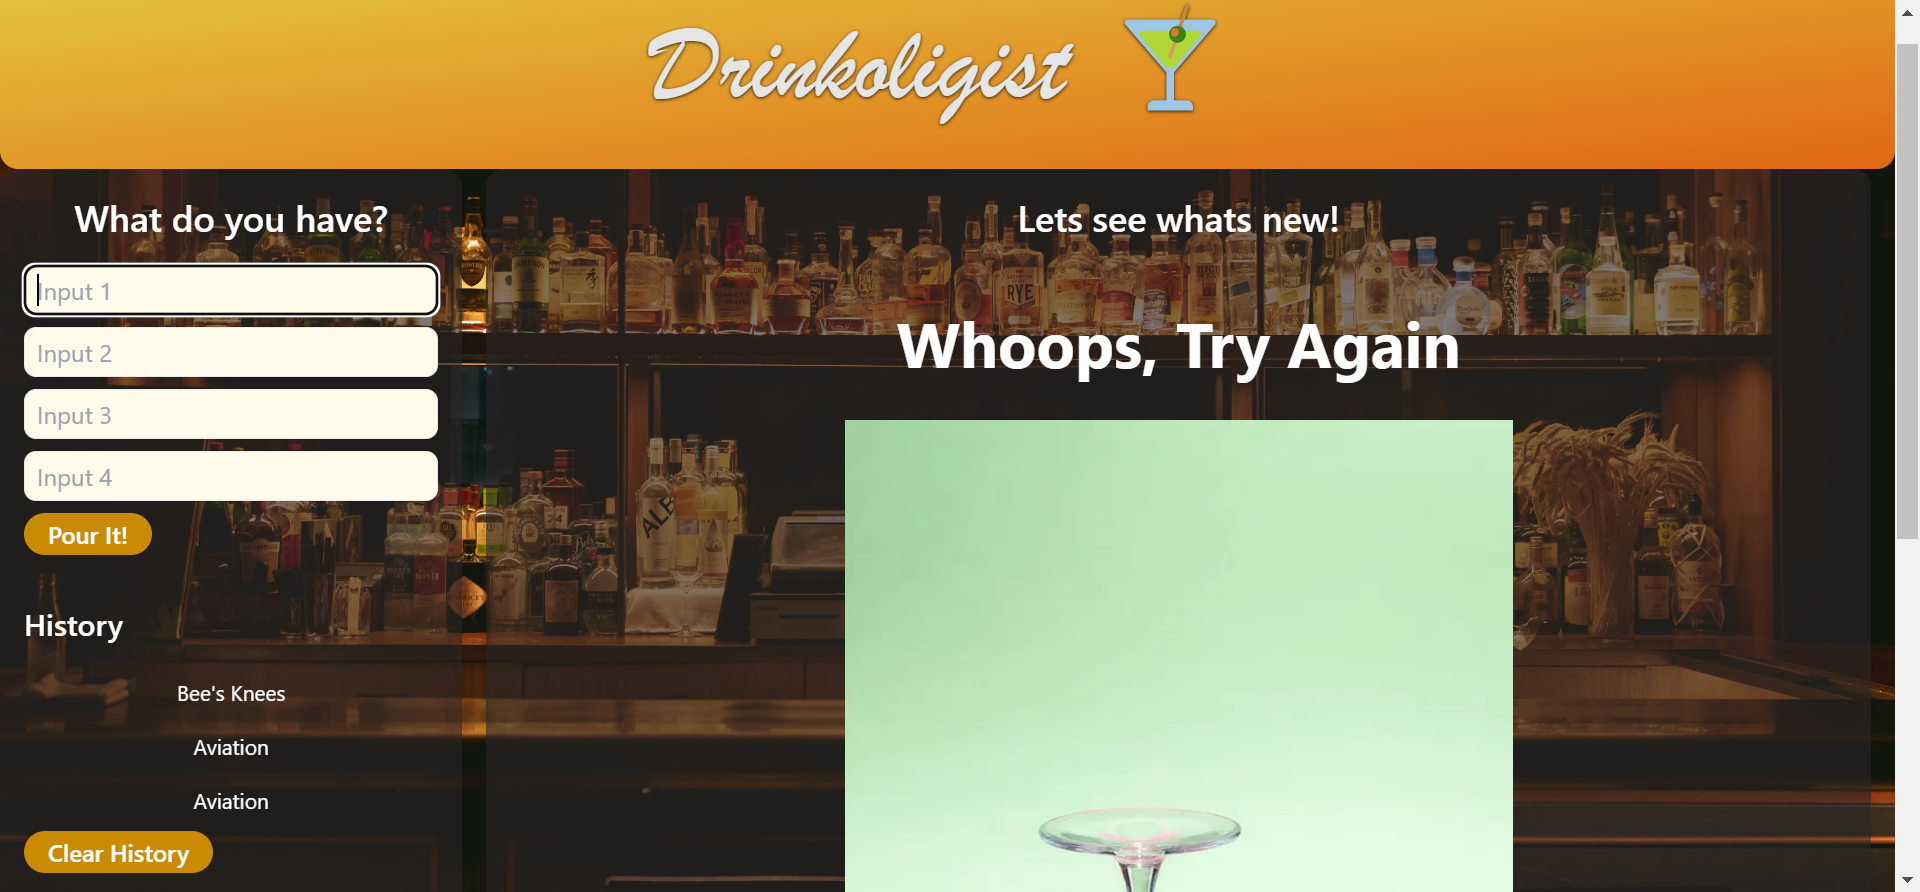 Drinkoligist
What do you have?
Input 1
Input 2
Input 3
Input 4
Pour It!
History
Bee's Knees
Aviation
Aviation
Clear History
Lets see whats new!
Whoops, Try Again
JAMESON
RYE
ALE